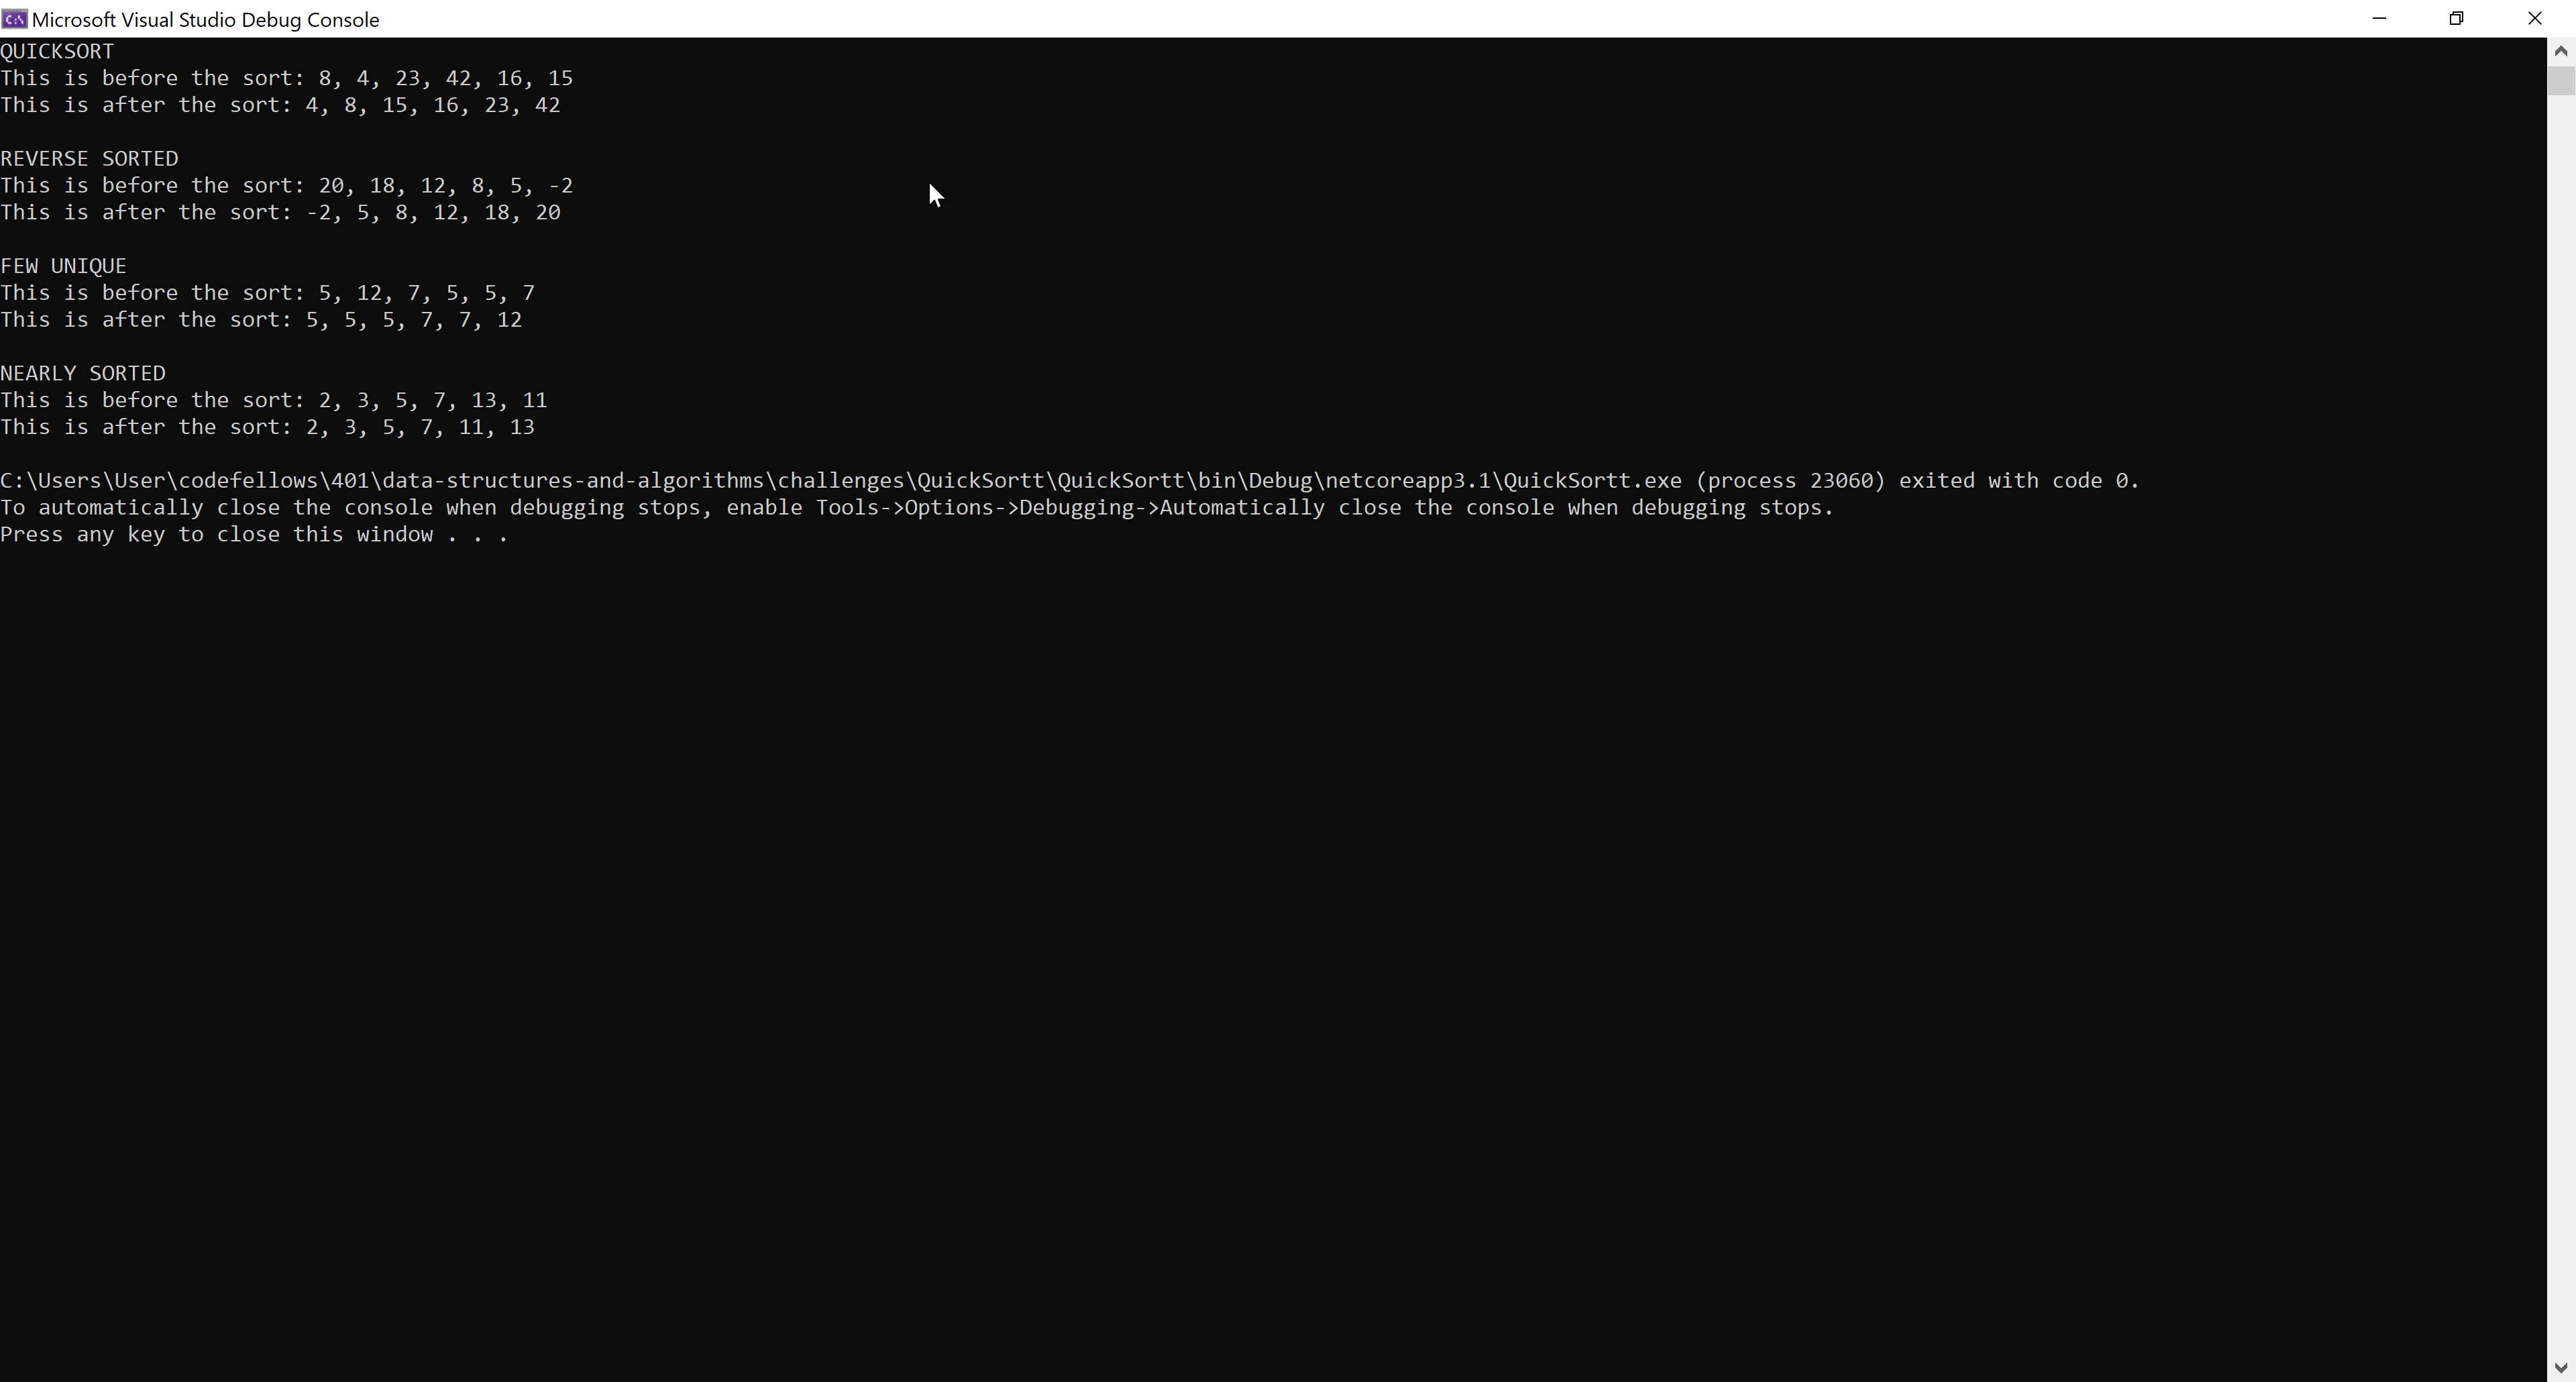 Microsoft Visual Studio Debug Console
QUICKSORT
This is before the sort: 8, 4, 23, 42, 16, 15
This is after the sort: 4, 8, 15, 16, 23, 42
REVERSE SORTED
This is before the sort: 20, 18, 12, 8, 5, -2
This is after the sort: -2, 5, 8, 12, 18, 20
FEW UNIQUE
This is before the sort: 5, 12, 7, 5, 5, 7
This is after the sort: 5, 5, 5, 7, 7, 12
NEARLY SORTED
This is before the sort: 2, 3, 5, 7, 13, 11
This is after the sort: 2, 3, 5, 7, 11, 13
C:\Users\User\codefellows\401\data-structures-and-algorithms\challenges\QuickSortt\QuickSortt\bin\Debug\netcoreapp3.1\QuickSortt.exe (process 23060) exited with code 0.
To automatically close the console when debugging stops, enable Tools->Options->Debugging->Automatically close the console when debugging stops.
Press any key to close this window . . .